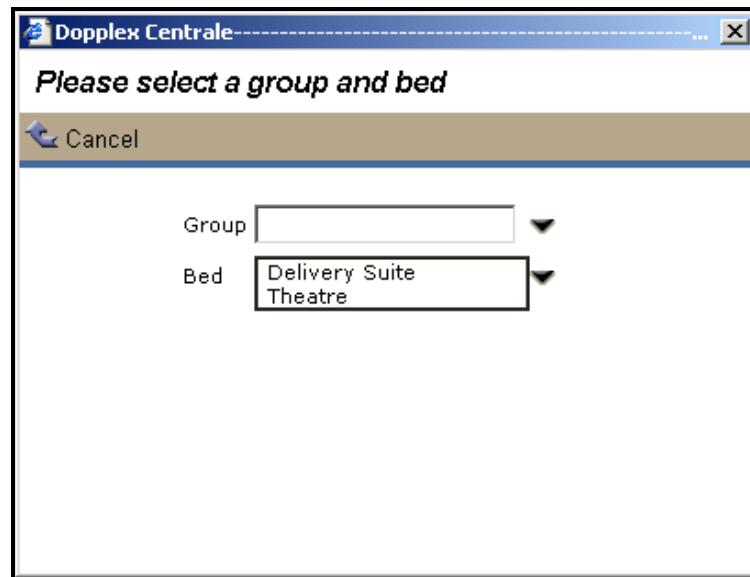 Dopplex Centrale-------------------------------------------------...
Please select a group and bed
Cancel
Group
Bed
Delivery Suite
Theatre